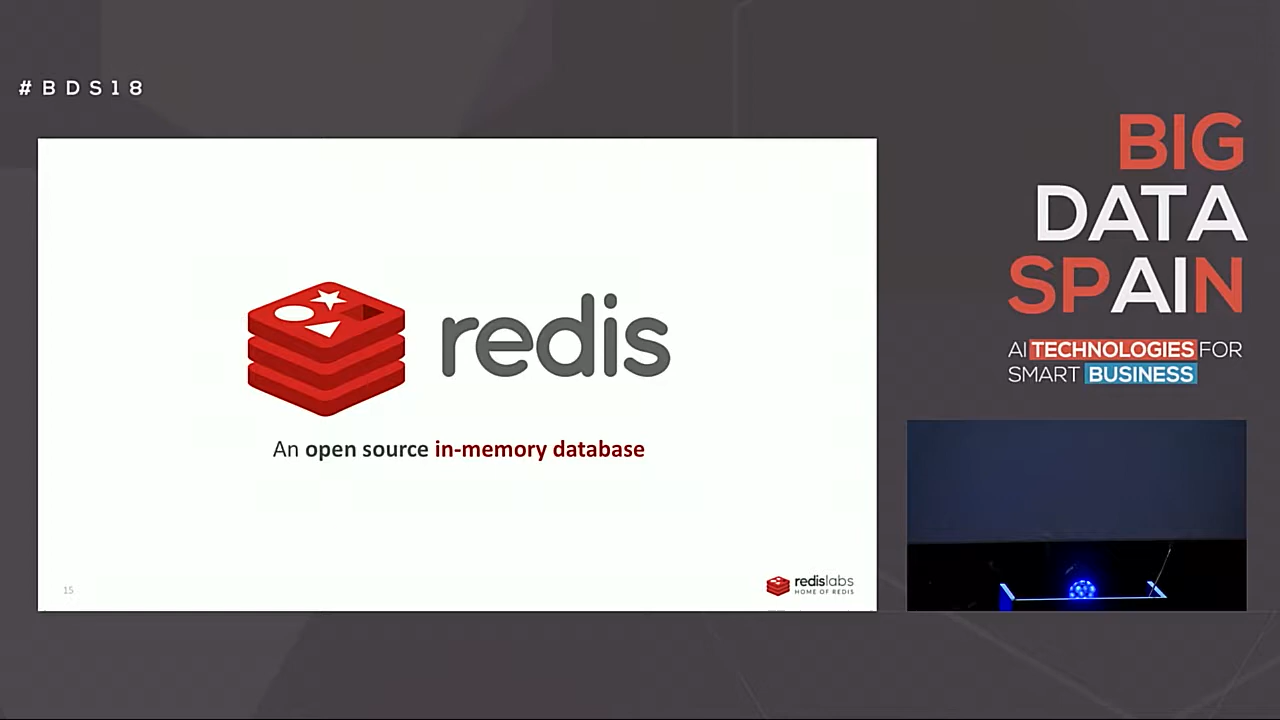 #BDS18
BIG
DATA
SPAIN
AI TECHNOLOGIES FOR
SMART BUSINESS
redis
An open source in-memory database
15
redislabs
HOME OF REDIS